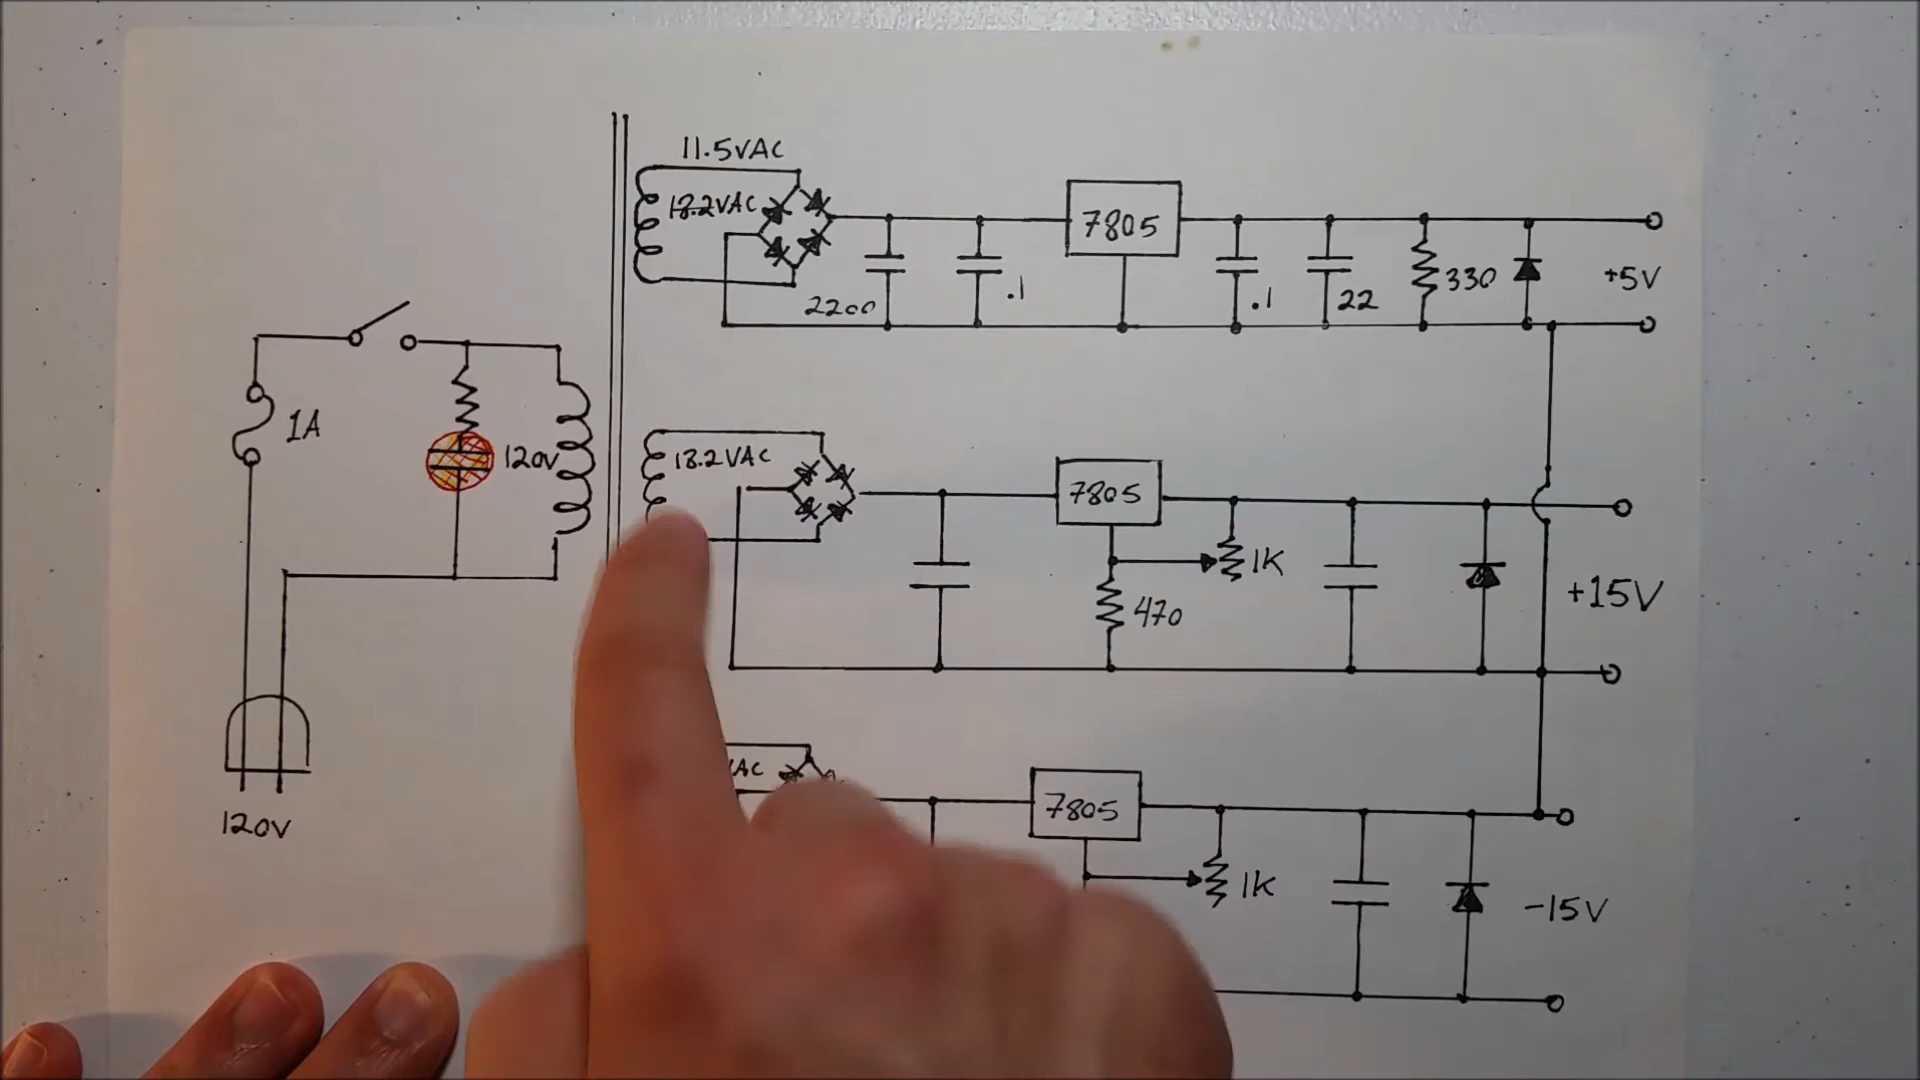 11.5VAC
18.2VAC
7805
2200
.1
.1
22
330
+5V
1A
120V
18.2VAC
7805
1K
470
+15V
120V
7805
1K
-15V